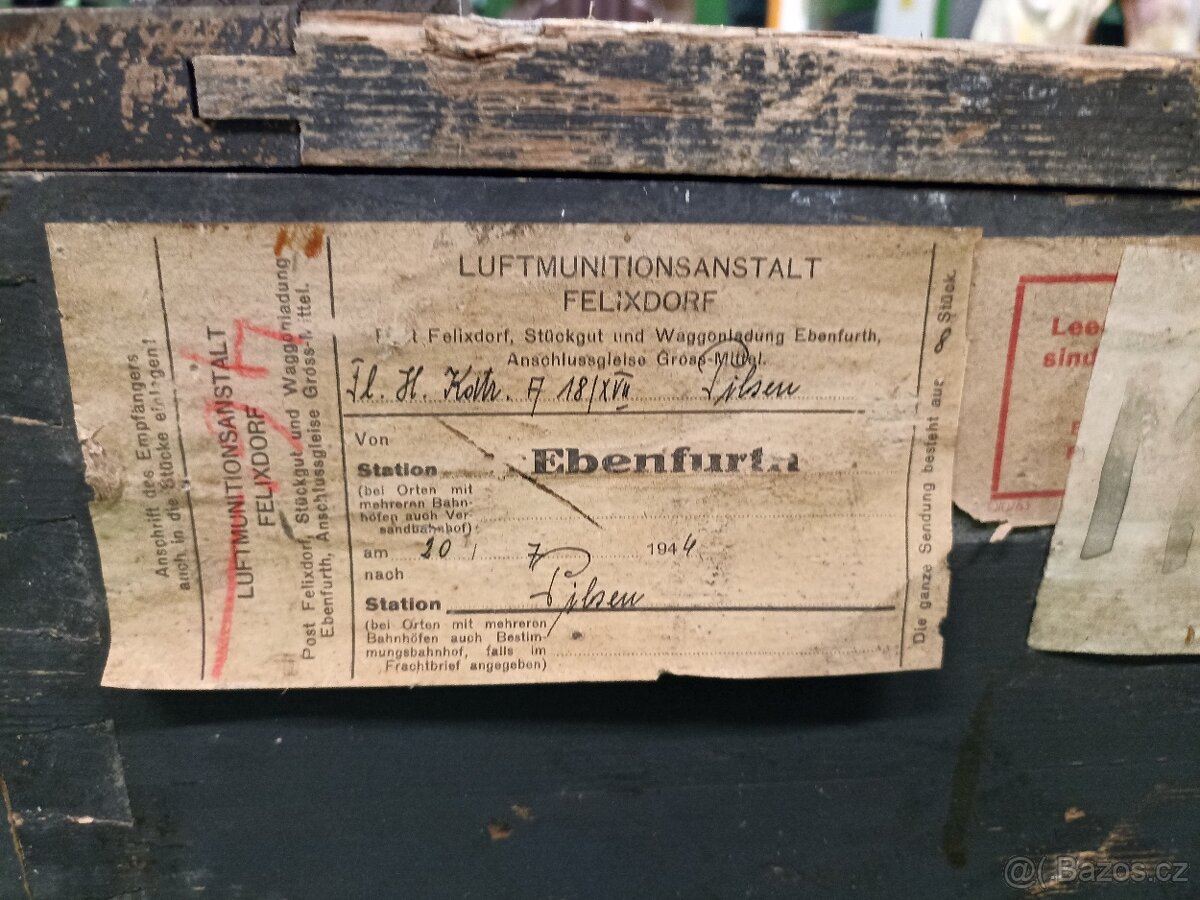 Anschrift des Empfängers
auch in die Stücke einlegen!
LUFTMUNITIONSANSTALT
FELIXDORF
Post Felixdorf, Stückgut und Waggonladung
Ebenfurth, Anschlussgleise Gross-Mittel.
LUFTMUNITIONSANSTALT
FELIXDORF
Felixdorf, Stückgut und Waggonladung Ebenfurth,
Anschlussgleise Gross-Mittel.
Fl. H. Kdtr. A 18/XVII Pilsen
Von
Station Ebenfurth
(bei Orten mit
mehreren Bahn-
höfen auch Ver-
sandbahnhof)
am 20 / 7 1944
nach
Station Pilsen
(bei Orten mit mehreren
Bahnhöfen auch Bestim-
mungsbahnhof, falls im
Frachtbrief angegeben)
Die ganze Sendung besteht aus 8 Stück.
sind
@( Bazos.cz